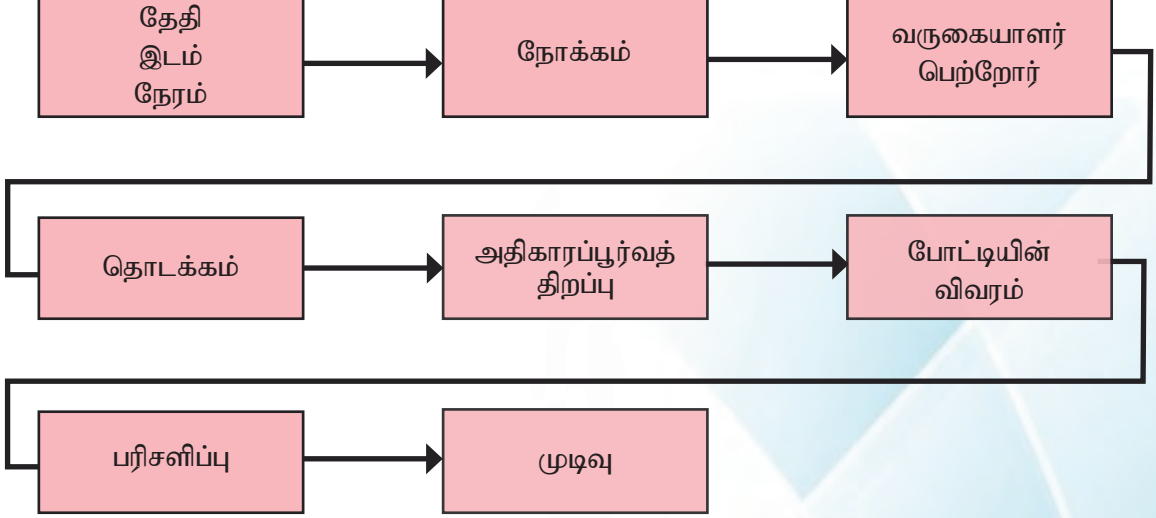 தேதி
இடம்
நேரம்
நோக்கம்
வருகையாளர்
பெற்றோர்
தொடக்கம்
அதிகாரப்பூர்வத்
திறப்பு
போட்டியின்
விவரம்
பரிசளிப்பு
முடிவு